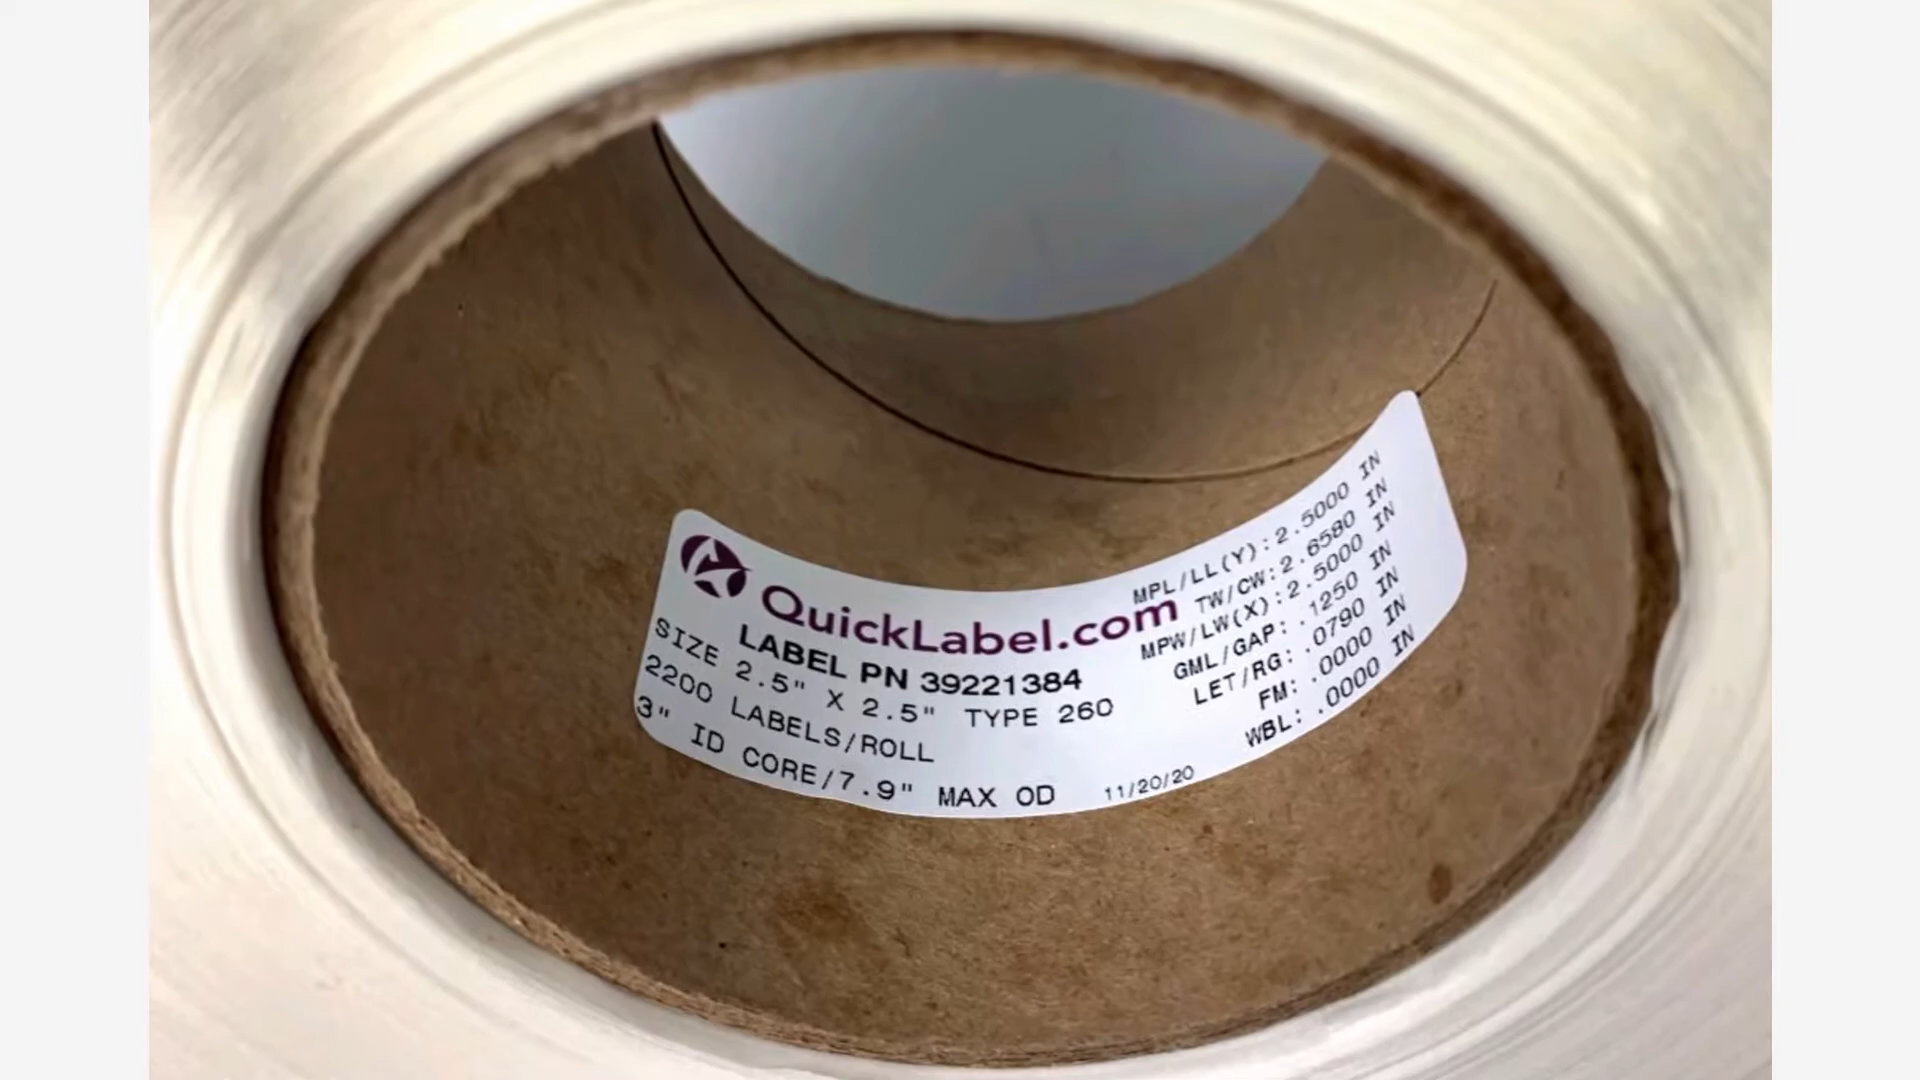 QuickLabel.com
LABEL PN 39221384
SIZE 2.5" X 2.5" TYPE 260
2200 LABELS/ROLL
3" ID CORE/7.9" MAX OD 11/20/20
MPL/LL(Y):2.5000 IN
TW/CW:2.6580 IN
MPW/LW(X):2.5000 IN
GML/GAP: .1250 IN
LET/RG: .0790 IN
FM: .0000 IN
WBL: .0000 IN